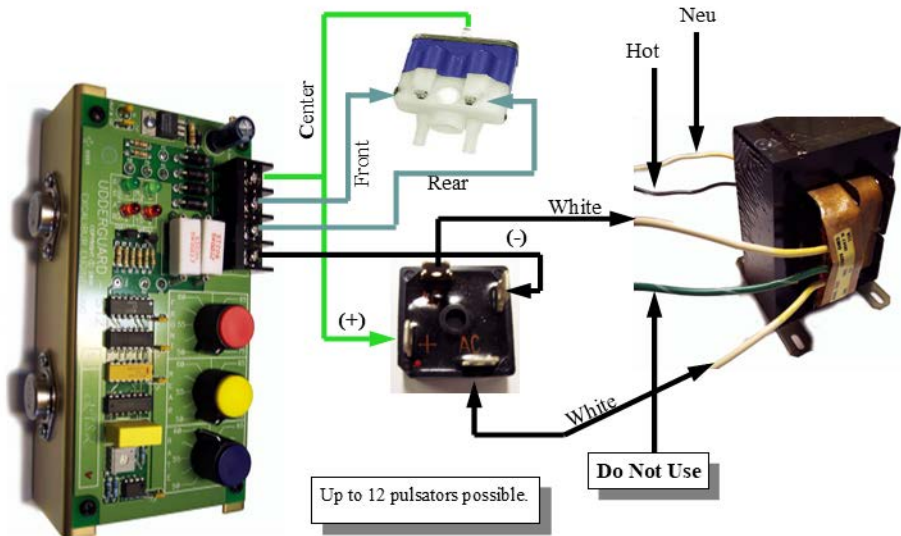 Neu
Hot
Center
Front
Rear
White
(-)
(+)
+ AC
White
UDDERGUARD
Do Not Use
Up to 12 pulsators possible.